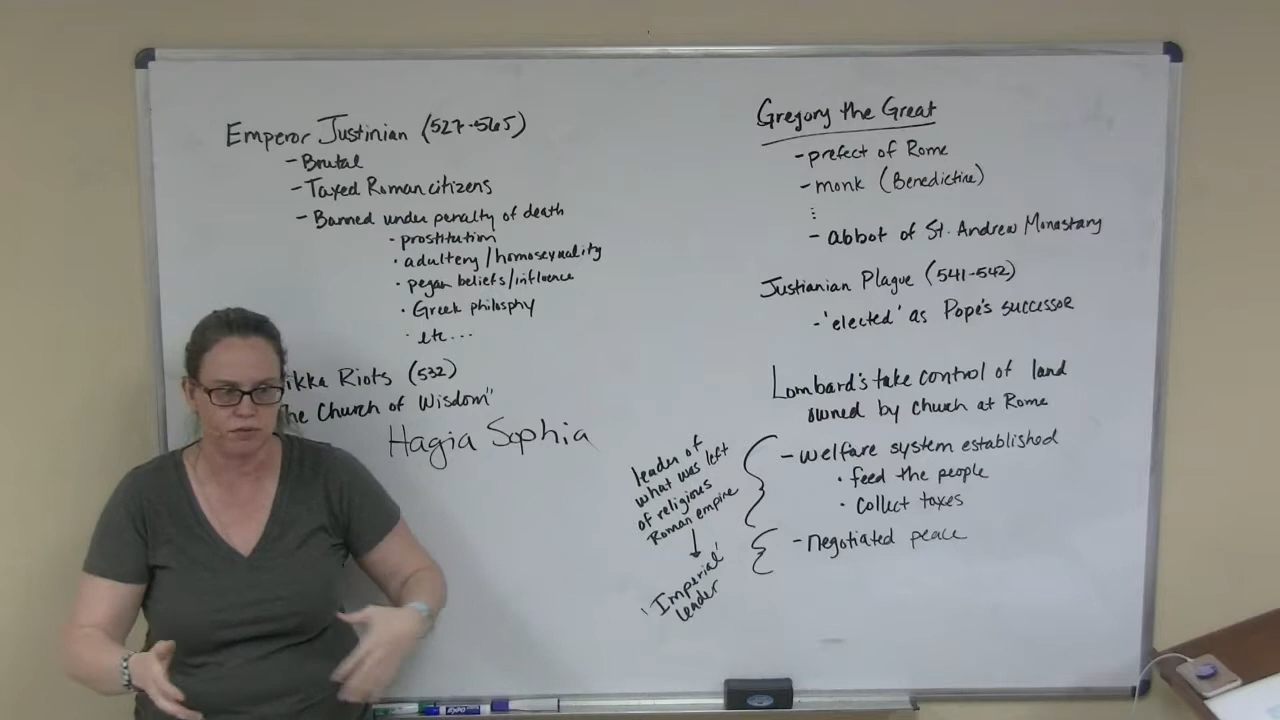 Emperor Justinian (527-565)
- Brutal
- Taxed Roman citizens
- Banned under penalty of death
· prostitution
· adultery/homosexuality
· pegan beliefs/influence
· Greek philosphy
· etc...
ikka Riots (532)
he Church of Wisdom"
Hagia Sophia
Gregory the Great
- prefect of Rome
- monk (Benedictine)
- abbot of St. Andrew Monastary
Justianian Plague (541-542)
- 'elected' as Pope's successor
Lombard's take control of land
owned by church at Rome
- welfare system established
· feed the people
· collect taxes
- negotiated peace
leader of
what was left
of religious
Roman empire
'Imperial'
leader
EXPO